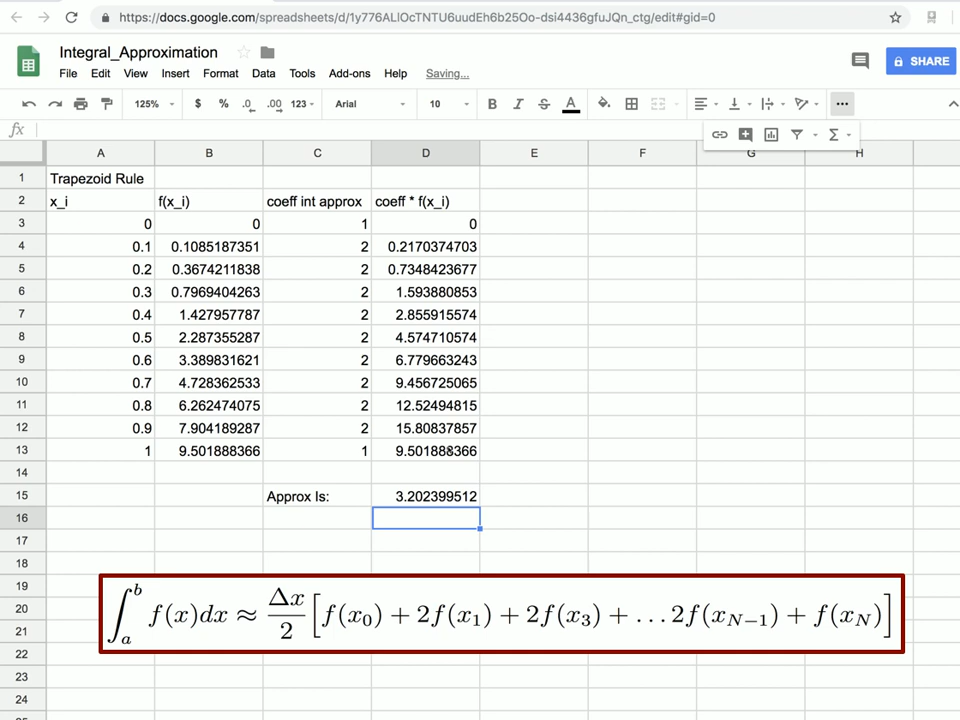 https://docs.google.com/spreadsheets/d/1y776ALlOcTNTU6uudEh6b25Oo-dsi4436gfuJQn_ctg/edit#gid=0
Integral_Approximation
File Edit View Insert Format Data Tools Add-ons Help Saving...
SHARE
125% $ % .0 .00 123 Arial 10 B I S A
fx
A B C D E F G H
1 Trapezoid Rule
2 x_i f(x_i) coeff int approx coeff * f(x_i)
3 0 0 1 0
4 0.1 0.1085187351 2 0.2170374703
5 0.2 0.3674211838 2 0.7348423677
6 0.3 0.7969404263 2 1.593880853
7 0.4 1.427957787 2 2.855915574
8 0.5 2.287355287 2 4.574710574
9 0.6 3.389831621 2 6.779663243
10 0.7 4.728362533 2 9.456725065
11 0.8 6.262474075 2 12.52494815
12 0.9 7.904189287 2 15.80837857
13 1 9.501888366 1 9.501888366
14
15 Approx Is: 3.202399512
16
17
18
19
20
21
22
23
24
∫_a^b f(x)dx ≈ Δx/2 [f(x_0) + 2f(x_1) + 2f(x_3) + ... 2f(x_{N-1}) + f(x_N)]